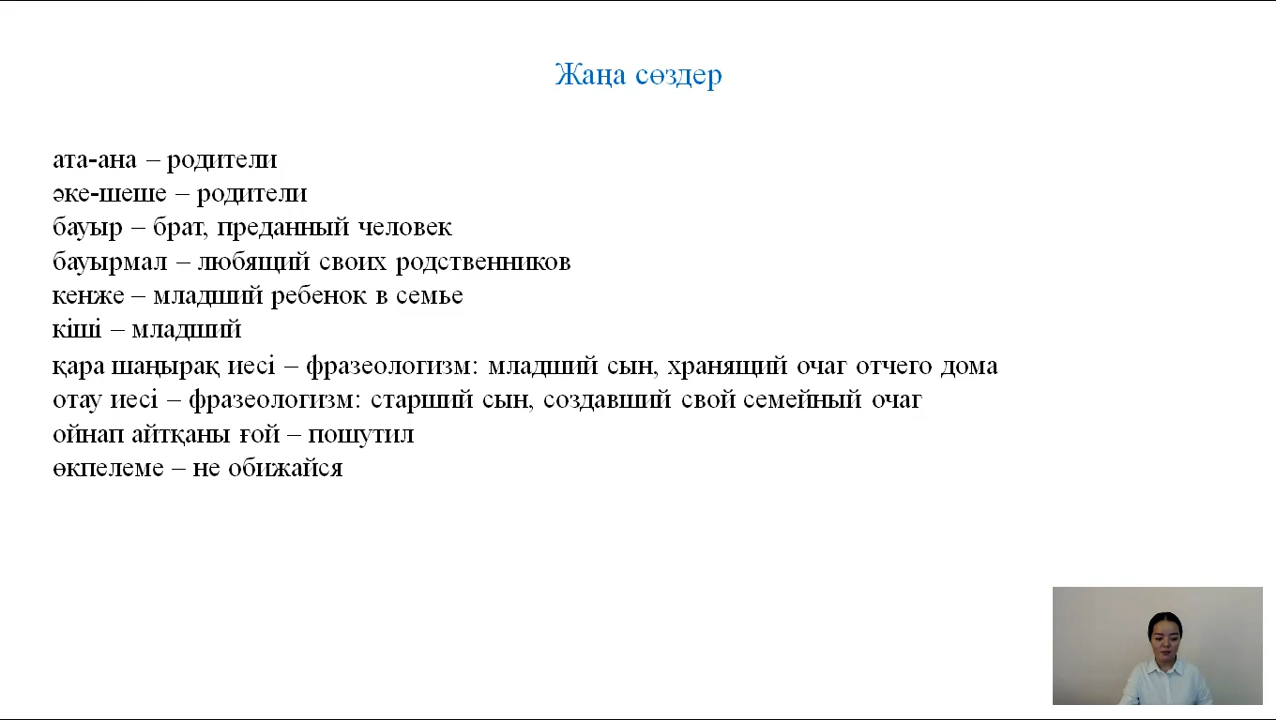 Жаңа сөздер
ата-ана – родители
әке-шеше – родители
бауыр – брат, преданный человек
бауырмал – любящий своих родственников
кенже – младший ребенок в семье
кіші – младший
қара шаңырақ иесі – фразеологизм: младший сын, хранящий очаг отчего дома
отау иесі – фразеологизм: старший сын, создавший свой семейный очаг
ойнап айтқаны ғой – пошутил
өкпелеме – не обижайся